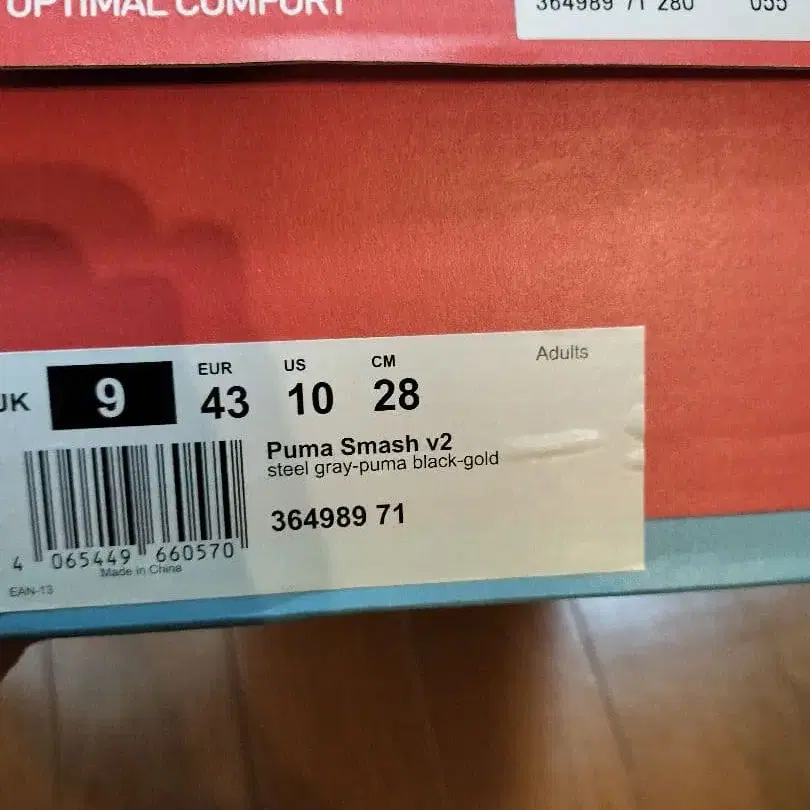 OPTIMAL COMFORT
364989 71 280 055
UK 9 EUR 43 US 10 CM 28 Adults
Puma Smash v2
steel gray-puma black-gold
364989 71
4 065449 660570
Made in China
EAN-13